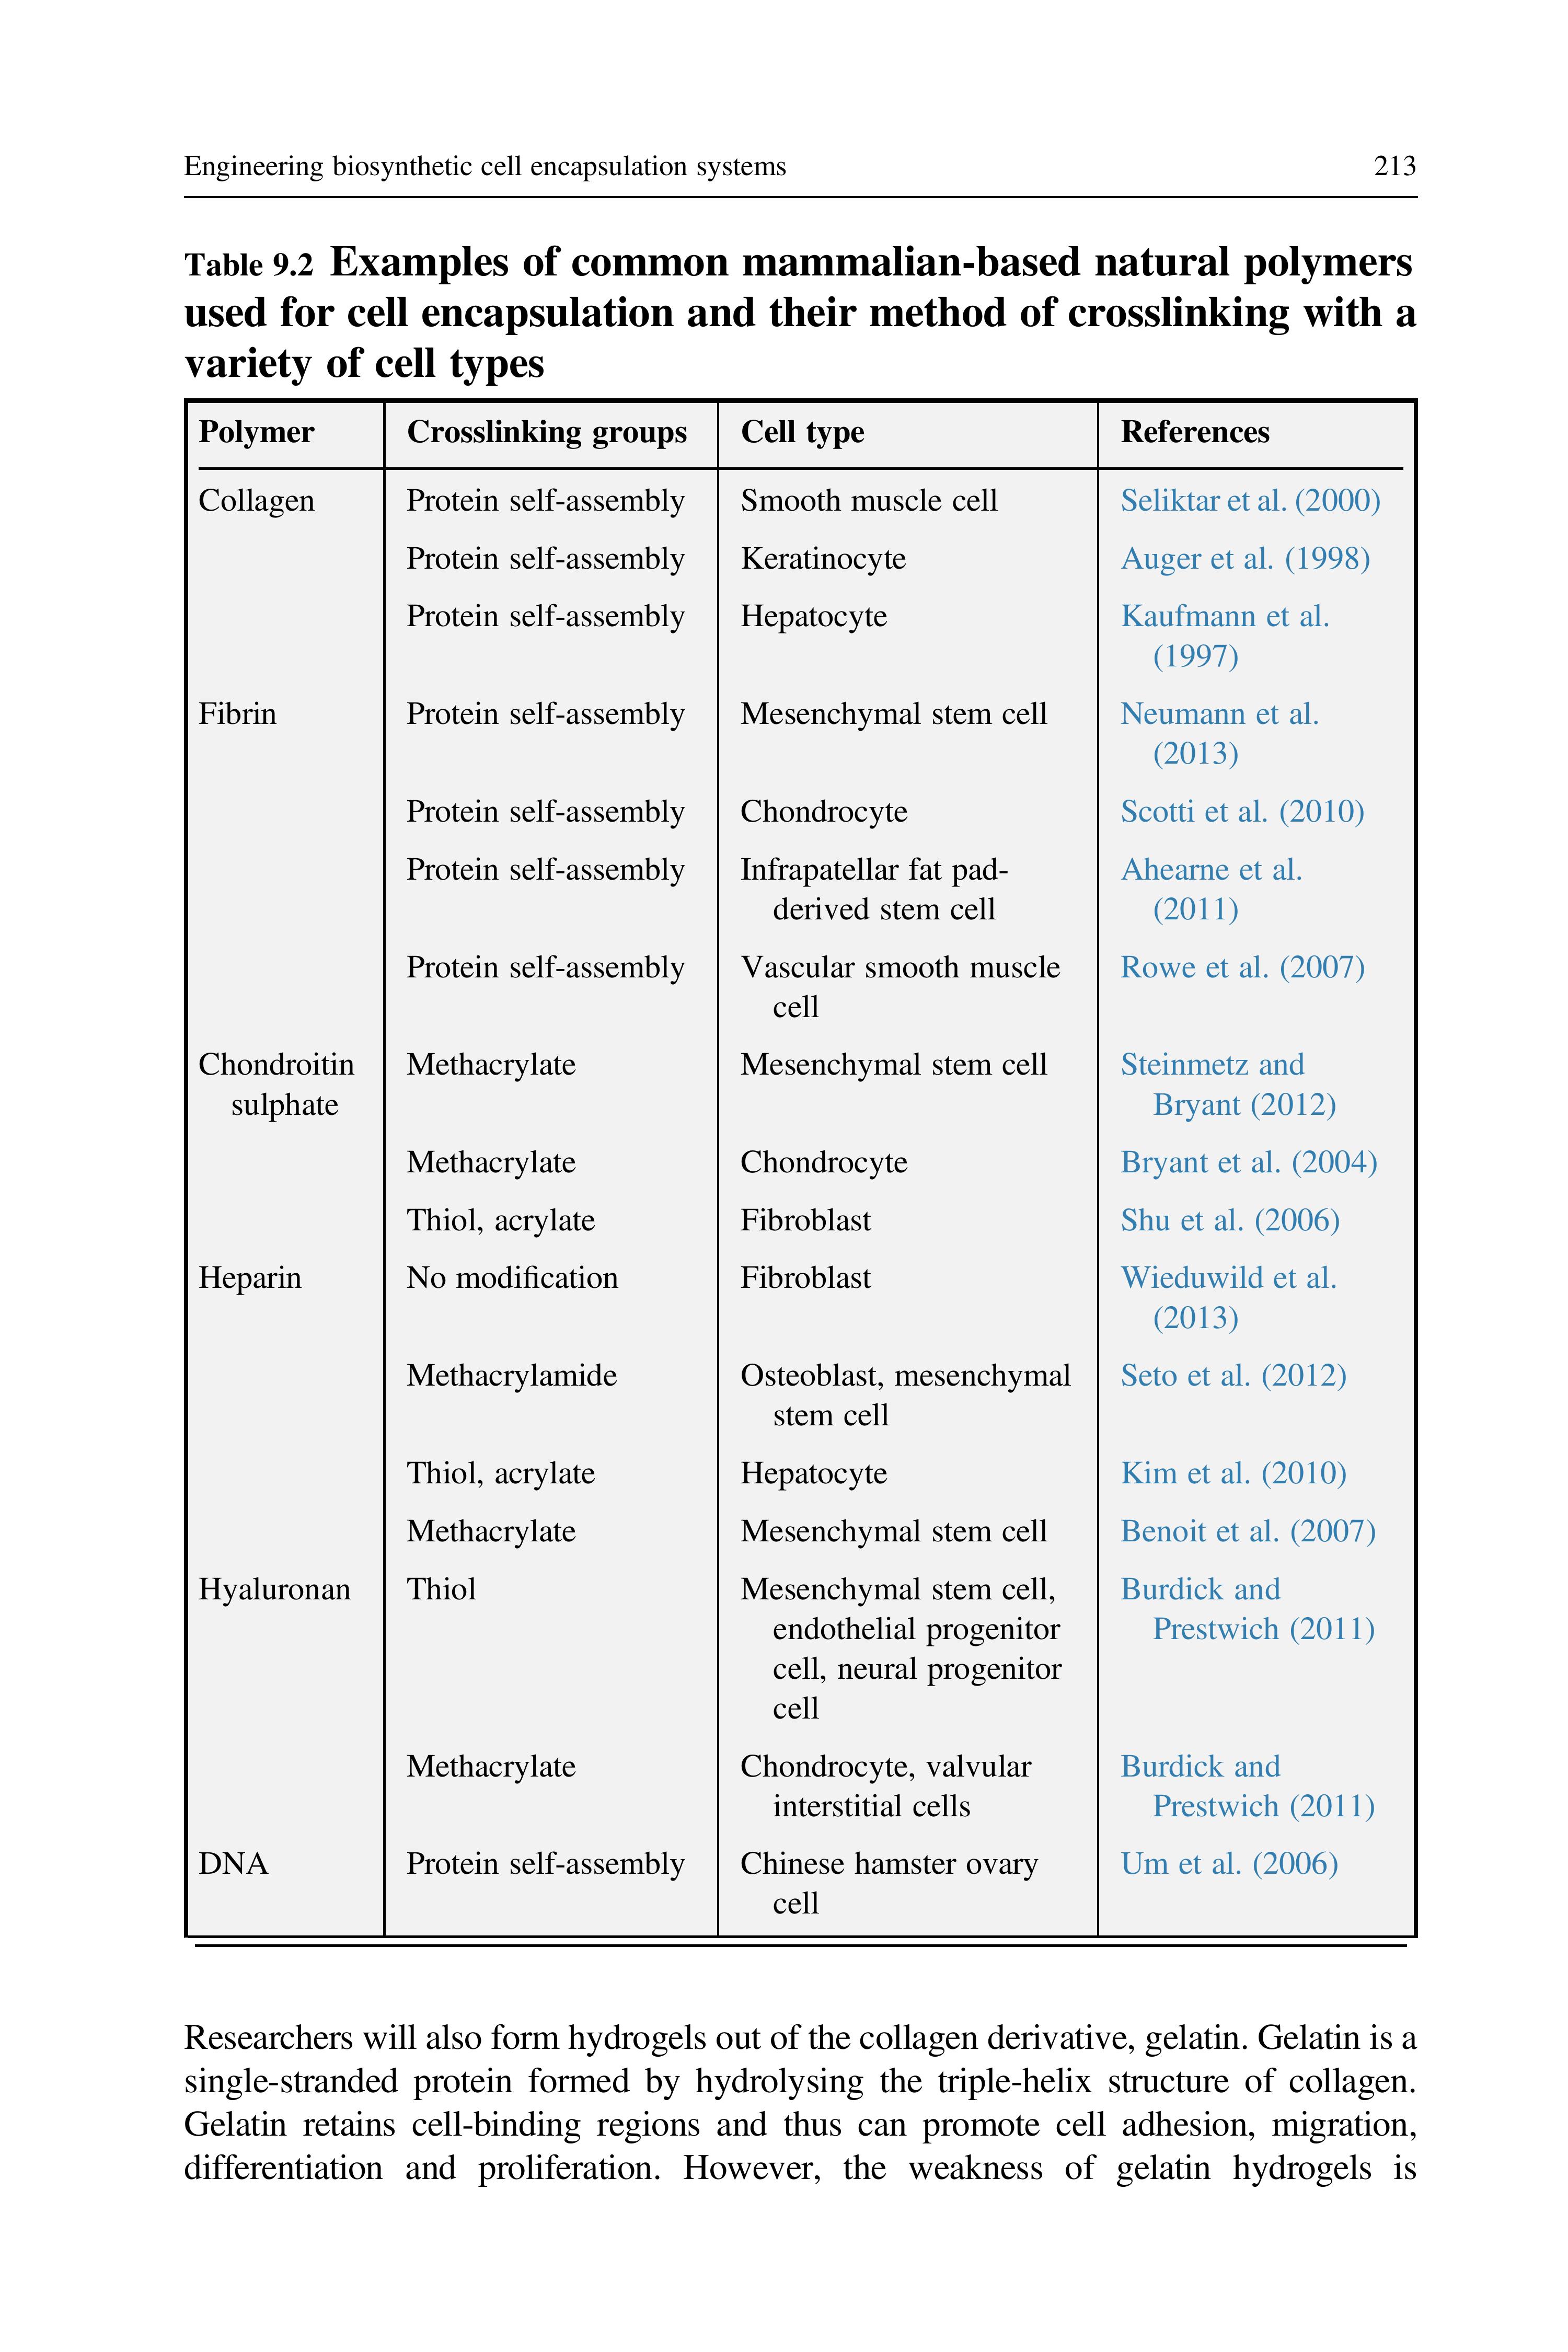 Engineering biosynthetic cell encapsulation systems 213
Table 9.2 Examples of common mammalian-based natural polymers
used for cell encapsulation and their method of crosslinking with a
variety of cell types
Polymer Crosslinking groups Cell type References
Collagen Protein self-assembly Smooth muscle cell Seliktar et al. (2000)
Protein self-assembly Keratinocyte Auger et al. (1998)
Protein self-assembly Hepatocyte Kaufmann et al.
(1997)
Fibrin Protein self-assembly Mesenchymal stem cell Neumann et al.
(2013)
Protein self-assembly Chondrocyte Scotti et al. (2010)
Protein self-assembly Infrapatellar fat pad- Ahearne et al.
derived stem cell (2011)
Protein self-assembly Vascular smooth muscle Rowe et al. (2007)
cell
Chondroitin Methacrylate Mesenchymal stem cell Steinmetz and
sulphate Bryant (2012)
Methacrylate Chondrocyte Bryant et al. (2004)
Thiol, acrylate Fibroblast Shu et al. (2006)
Heparin No modification Fibroblast Wieduwild et al.
(2013)
Methacrylamide Osteoblast, mesenchymal Seto et al. (2012)
stem cell
Thiol, acrylate Hepatocyte Kim et al. (2010)
Methacrylate Mesenchymal stem cell Benoit et al. (2007)
Hyaluronan Thiol Mesenchymal stem cell, Burdick and
endothelial progenitor Prestwich (2011)
cell, neural progenitor
cell
Methacrylate Chondrocyte, valvular Burdick and
interstitial cells Prestwich (2011)
DNA Protein self-assembly Chinese hamster ovary Um et al. (2006)
cell
Researchers will also form hydrogels out of the collagen derivative, gelatin. Gelatin is a
single-stranded protein formed by hydrolysing the triple-helix structure of collagen.
Gelatin retains cell-binding regions and thus can promote cell adhesion, migration,
differentiation and proliferation. However, the weakness of gelatin hydrogels is